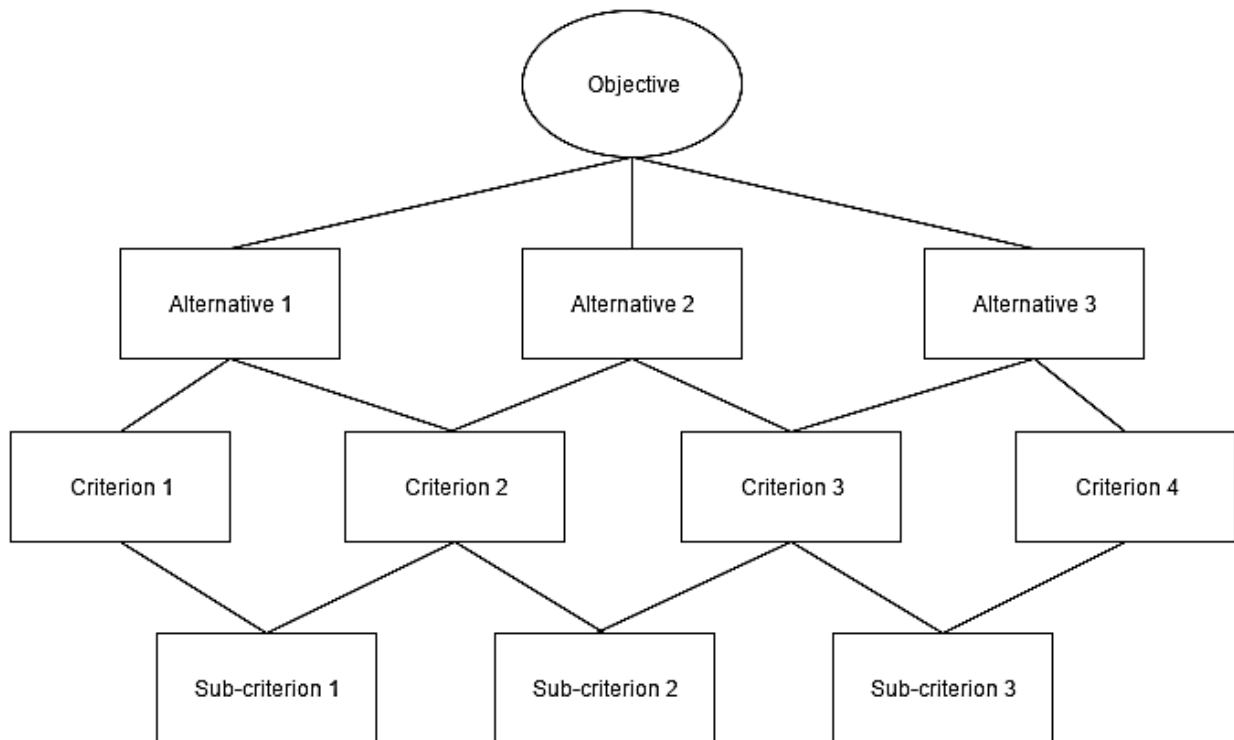 Objective
Alternative 1
Alternative 2
Alternative 3
Criterion 1
Criterion 2
Criterion 3
Criterion 4
Sub-criterion 1
Sub-criterion 2
Sub-criterion 3